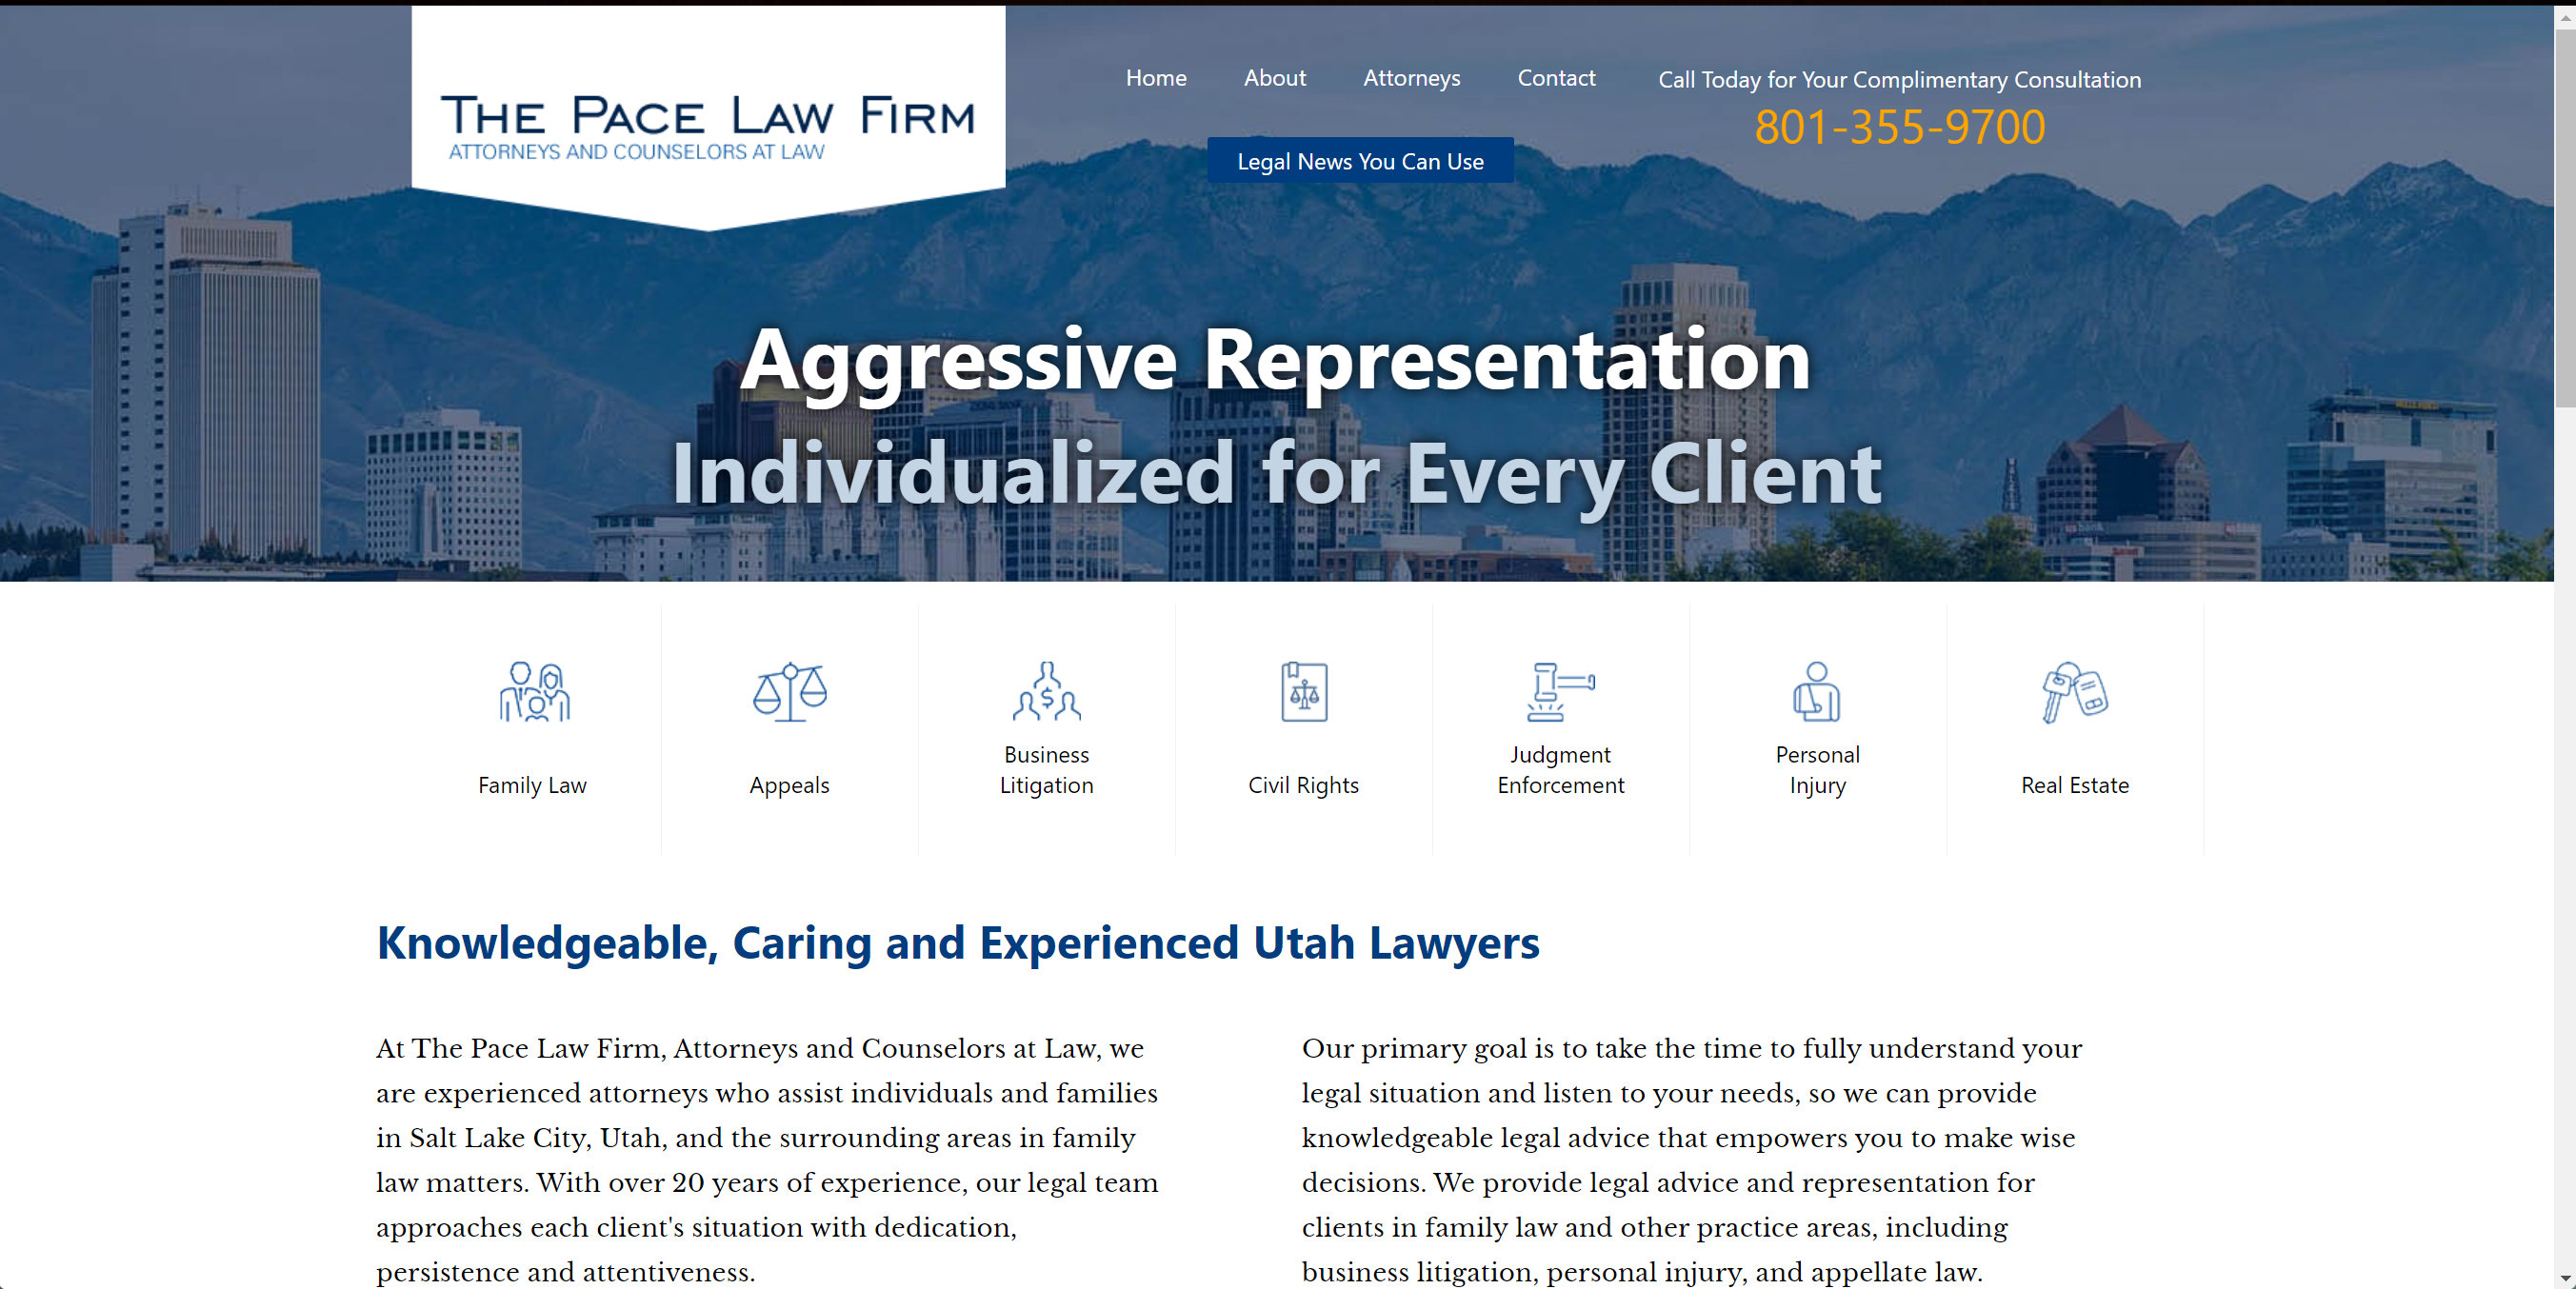 THE PACE LAW FIRM
ATTORNEYS AND COUNSELORS AT LAW
Home
About
Attorneys
Contact
Legal News You Can Use
Call Today for Your Complimentary Consultation
801-355-9700
Aggressive Representation
Individualized for Every Client
Family Law
Appeals
Business
Litigation
Civil Rights
Judgment
Enforcement
Personal
Injury
Real Estate
Knowledgeable, Caring and Experienced Utah Lawyers
At The Pace Law Firm, Attorneys and Counselors at Law, we
are experienced attorneys who assist individuals and families
in Salt Lake City, Utah, and the surrounding areas in family
law matters. With over 20 years of experience, our legal team
approaches each client's situation with dedication,
persistence and attentiveness.
Our primary goal is to take the time to fully understand your
legal situation and listen to your needs, so we can provide
knowledgeable legal advice that empowers you to make wise
decisions. We provide legal advice and representation for
clients in family law and other practice areas, including
business litigation, personal injury, and appellate law.